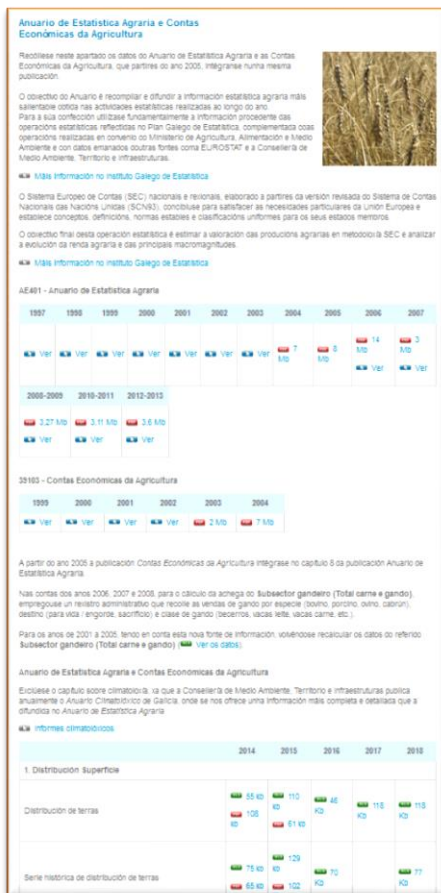 Anuario de Estatística Agraria e Contas
Económicas da Agricultura
Recóllese neste apartado os datos do Anuario de Estatística Agraria e as Contas
Económicas da Agricultura, que partires do ano 2005, intégranse nunha mesma
publicación.
O obxectivo do Anuario é recompilar e difundir a información estatística agraria máis
salientable obtida nas actividades estatísticas realizadas ao longo do ano.
Para a súa confección utilízase fundamentalmente a información procedente das
operacións estatísticas reflectidas no Plan Galego de Estatística, complementada coas
operacións realizadas en convenio co Ministerio de Agricultura, Alimentación e Medio
Ambiente e con datos emanados doutras fontes coma EUROSTAT e a Consellería de
Medio Ambiente, Territorio e Infraestruturas.
Máis información no Instituto Galego de Estatística
O Sistema Europeo de Contas (SEC) nacionais e rexionais, elaborado a partires da versión revisada do Sistema de Contas
Nacionais das Nacións Unidas (SCN93), concibiuse para satisfacer as necesidades particulares da Unión Europea e
establece conceptos, definicións, normas estables e clasificacións uniformes para os seus estados membros.
O obxectivo final desta operación estatística é estimar a valoración das producións agrarias en metodoloxía SEC e analizar
a evolución da renda agraria e das principais macromagnitudes.
Máis información no Instituto Galego de Estatística
AE401 - Anuario de Estatística Agraria
1997 1998 1999 2000 2001 2002 2003 2004 2005 2006 2007
Ver Ver Ver Ver Ver Ver Ver 7 Mb 8 Mb 14 Mb Ver 3 Mb Ver
2008-2009 2010-2011 2012-2013
3.27 Mb 3.11 Mb 3.6 Mb
Ver Ver Ver
39103 - Contas Económicas da Agricultura
1999 2000 2001 2002 2003 2004
Ver Ver Ver Ver 2 Mb 7 Mb
A partir do ano 2005 a publicación Contas Económicas da Agricultura intégrase no capítulo 8 da publicación Anuario de
Estatística Agraria.
Nas contas dos anos 2006, 2007 e 2008, para o cálculo da achega do Subsector gandeiro (Total carne e gando),
empregouse un rexistro administrativo que recolle as vendas de gando por especie (bovino, porcino, ovino, cabrún),
destino (para vida / engorde, sacrificio) e clase de gando (becerros, vacas leite, vacas carne, etc.).
Para os anos de 2001 a 2005, tendo en conta esta nova fonte de información, volvéndose recalcular os datos do referido
Subsector gandeiro (Total carne e gando) ( Ver os datos).
Anuario de Estatística Agraria e Contas Económicas da Agricultura
Exclúese o capítulo sobre climatoloxía, xa que a Consellería de Medio Ambiente, Territorio e Infraestruturas publica
anualmente o Anuario Climatolóxico de Galicia, onde se nos ofrece unha información máis completa e detallada que a
difundida no Anuario de Estatística Agraria
Informes climatolóxicos
2014 2015 2016 2017 2018
1. Distribución Superficie
Distribución de terras 55 kb 108 kb 110 kb 61 kb 46 Kb 118 Kb 118 Kb
Serie histórica de distribución de terras 75 kb 65 kb 129 kb 102 70 Kb 77 Kb